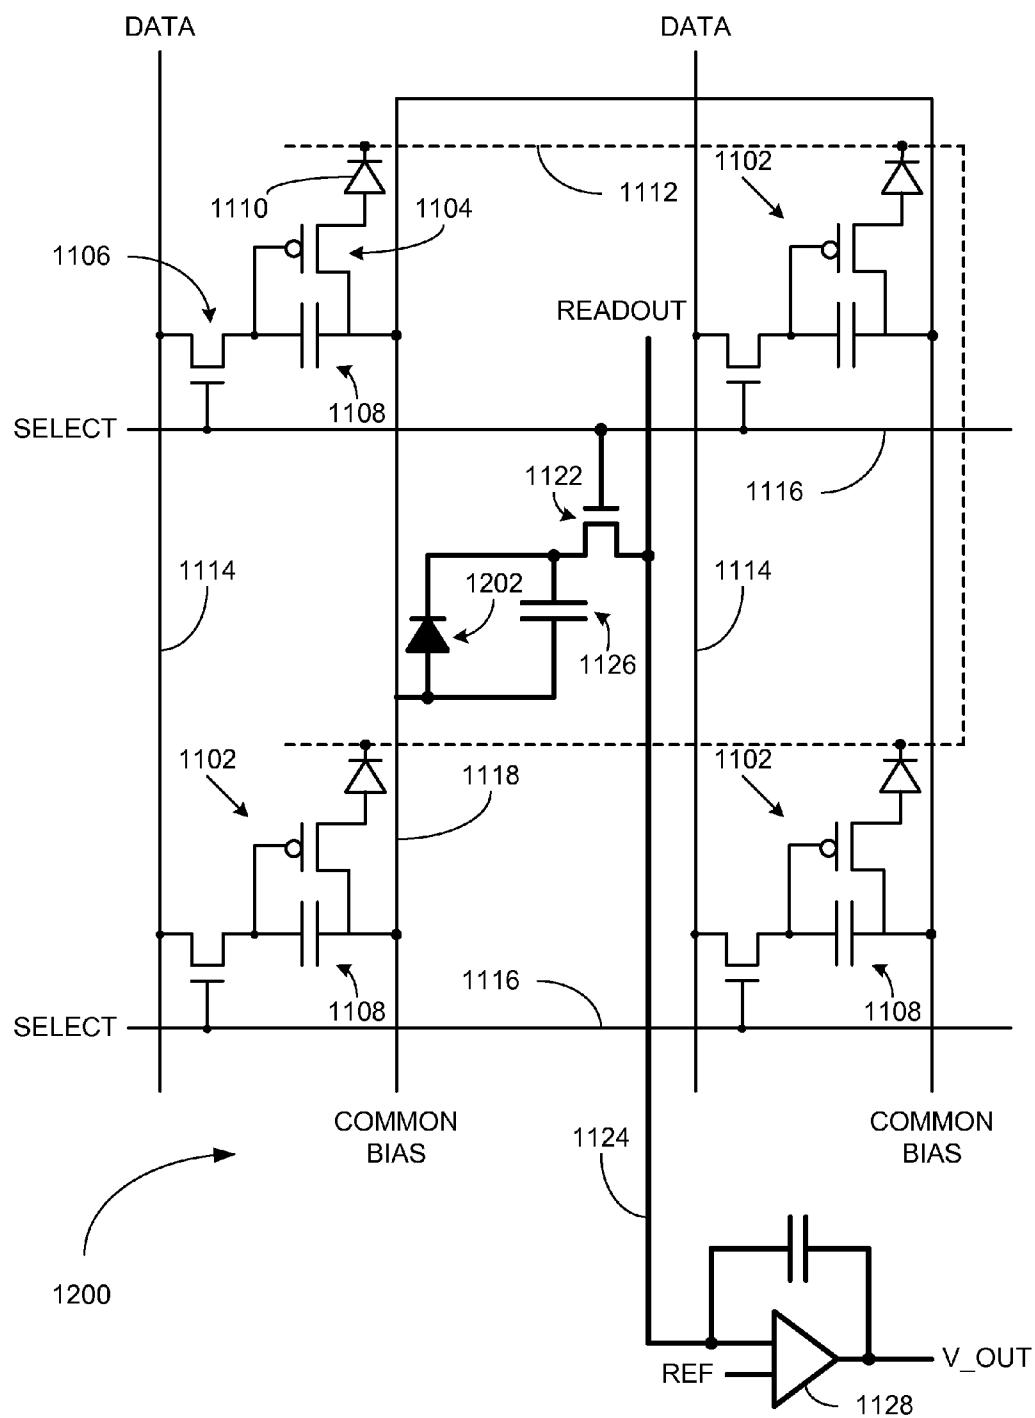 DATA
DATA
1102
1110
1104
1112
1106
READOUT
1108
SELECT
1122
1116
1114
1202
1114
1126
1102
1118
1102
1116
1108
1108
SELECT
COMMON
BIAS
COMMON
BIAS
1124
1200
REF
V_OUT
1128